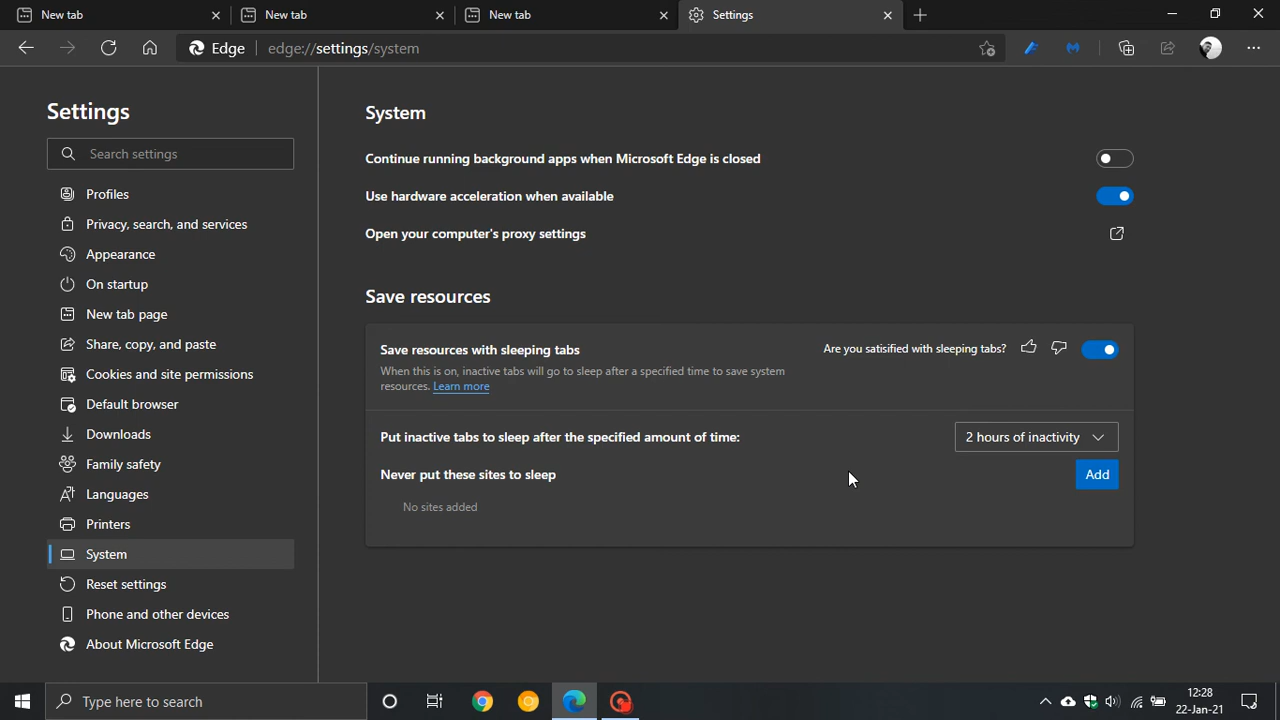 New tab
New tab
New tab
Settings
Edge
edge://settings/system
Settings
Search settings
Profiles
Privacy, search, and services
Appearance
On startup
New tab page
Share, copy, and paste
Cookies and site permissions
Default browser
Downloads
Family safety
Languages
Printers
System
Reset settings
Phone and other devices
About Microsoft Edge
System
Continue running background apps when Microsoft Edge is closed
Use hardware acceleration when available
Open your computer's proxy settings
Save resources
Save resources with sleeping tabs
Are you satisfied with sleeping tabs?
When this is on, inactive tabs will go to sleep after a specified time to save system
resources. Learn more
Put inactive tabs to sleep after the specified amount of time:
2 hours of inactivity
Never put these sites to sleep
Add
No sites added
Type here to search
12:28
22-Jan-21